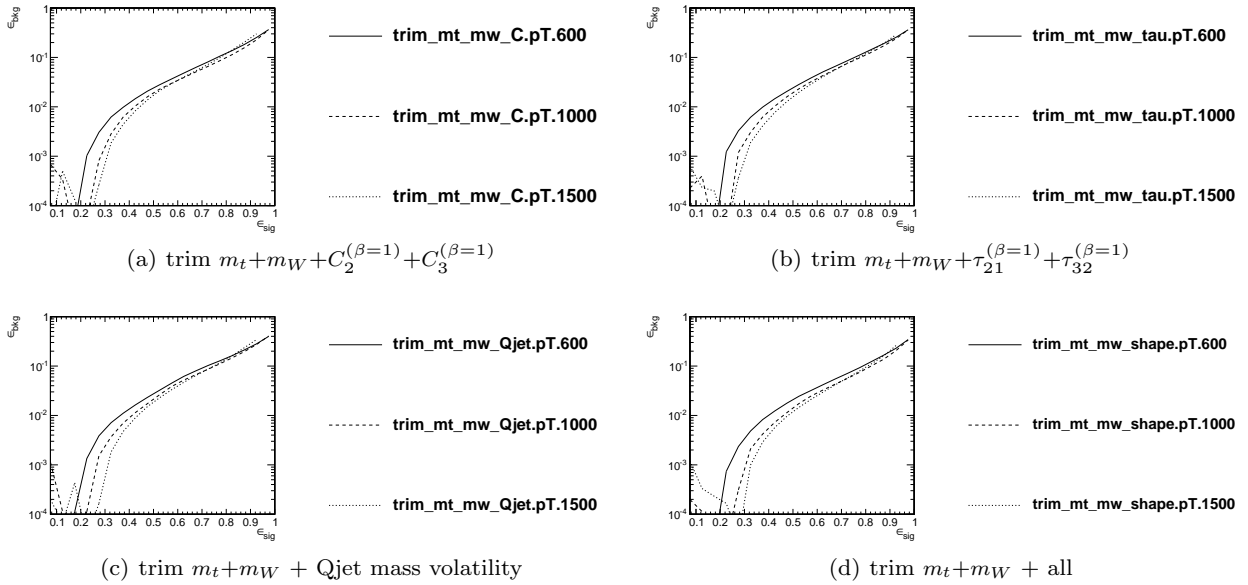 ϵ_bkg
1
10⁻¹
10⁻²
10⁻³
10⁻⁴
0.1 0.2 0.3 0.4 0.5 0.6 0.7 0.8 0.9 1
ϵ_sig
trim_mt_mw_C.pT.600
trim_mt_mw_C.pT.1000
trim_mt_mw_C.pT.1500
(a) trim m_t+m_W+C_2^{(β=1)}+C_3^{(β=1)}
ϵ_bkg
1
10⁻¹
10⁻²
10⁻³
10⁻⁴
0.1 0.2 0.3 0.4 0.5 0.6 0.7 0.8 0.9 1
ϵ_sig
trim_mt_mw_tau.pT.600
trim_mt_mw_tau.pT.1000
trim_mt_mw_tau.pT.1500
(b) trim m_t+m_W+τ_{21}^{(β=1)}+τ_{32}^{(β=1)}
ϵ_bkg
1
10⁻¹
10⁻²
10⁻³
10⁻⁴
0.1 0.2 0.3 0.4 0.5 0.6 0.7 0.8 0.9 1
ϵ_sig
trim_mt_mw_Qjet.pT.600
trim_mt_mw_Qjet.pT.1000
trim_mt_mw_Qjet.pT.1500
(c) trim m_t+m_W + Qjet mass volatility
ϵ_bkg
1
10⁻¹
10⁻²
10⁻³
10⁻⁴
0.1 0.2 0.3 0.4 0.5 0.6 0.7 0.8 0.9 1
ϵ_sig
trim_mt_mw_shape.pT.600
trim_mt_mw_shape.pT.1000
trim_mt_mw_shape.pT.1500
(d) trim m_t+m_W + all